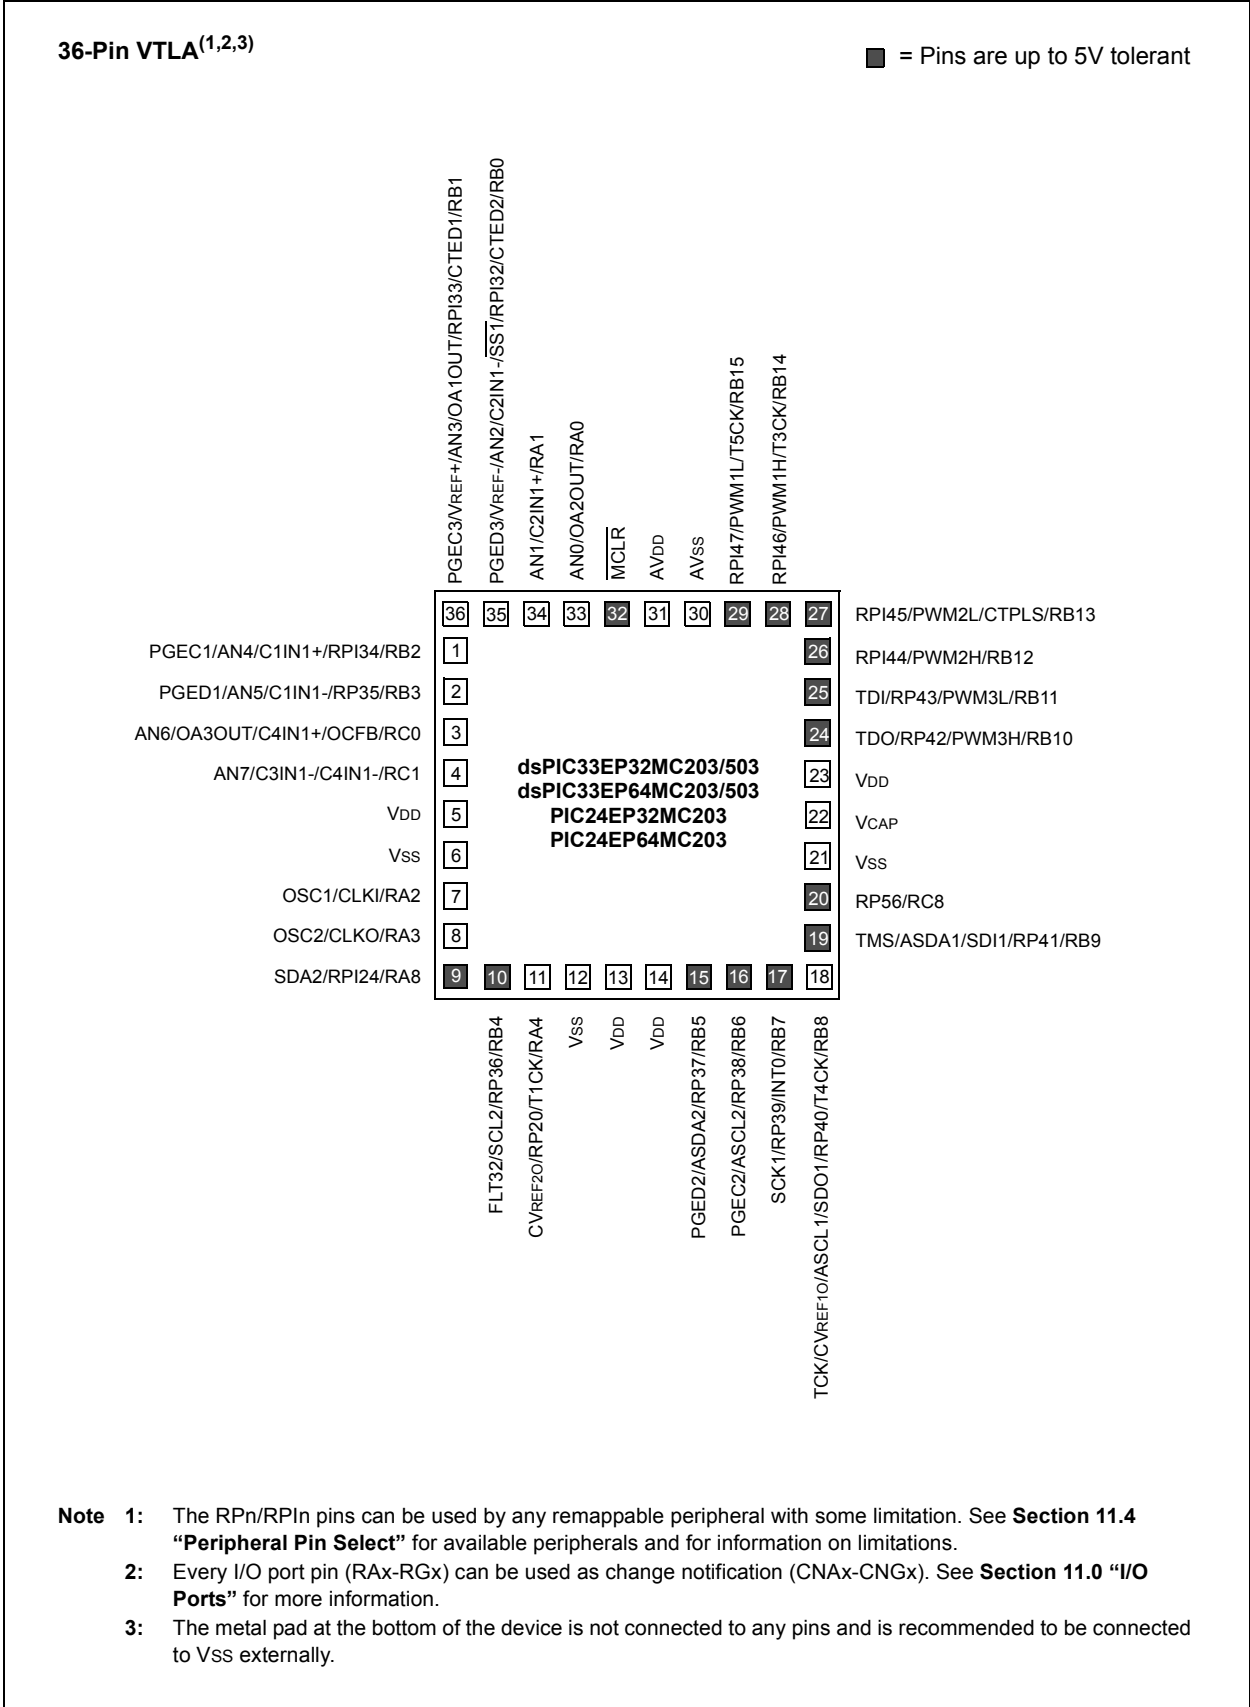 36-Pin VTLA(1,2,3)
= Pins are up to 5V tolerant
PGEC3/VREF+/AN3/OA1OUT/RPI33/CTED1/RB1
PGED3/VREF-/AN2/C2IN1-/SS1/RPI32/CTED2/RB0
AN1/C2IN1+/RA1
AN0/OA2OUT/RA0
MCLR
AVDD
AVSS
RPI47/PWM1L/T5CK/RB15
RPI46/PWM1H/T3CK/RB14
36 35 34 33 32 31 30 29 28 27 RPI45/PWM2L/CTPLS/RB13
PGEC1/AN4/C1IN1+/RPI34/RB2 1 26 RPI44/PWM2H/RB12
PGED1/AN5/C1IN1-/RP35/RB3 2 25 TDI/RP43/PWM3L/RB11
AN6/OA3OUT/C4IN1+/OCFB/RC0 3 24 TDO/RP42/PWM3H/RB10
AN7/C3IN1-/C4IN1-/RC1 4 23 VDD
dsPIC33EP32MC203/503
dsPIC33EP64MC203/503
PIC24EP32MC203
PIC24EP64MC203
VDD 5 22 VCAP
VSS 6 21 VSS
OSC1/CLKI/RA2 7 20 RP56/RC8
OSC2/CLKO/RA3 8 19 TMS/ASDA1/SDI1/RP41/RB9
SDA2/RPI24/RA8 9 10 11 12 13 14 15 16 17 18
FLT32/SCL2/RP36/RB4
CVREF2O/RP20/T1CK/RA4
VSS
VDD
VDD
PGED2/ASDA2/RP37/RB5
PGEC2/ASCL2/RP38/RB6
SCK1/RP39/INT0/RB7
TCK/CVREF1O/ASCL1/SDO1/RP40/T4CK/RB8
Note 1: The RPn/RPIn pins can be used by any remappable peripheral with some limitation. See Section 11.4
“Peripheral Pin Select” for available peripherals and for information on limitations.
2: Every I/O port pin (RAx-RGx) can be used as change notification (CNAx-CNGx). See Section 11.0 “I/O
Ports” for more information.
3: The metal pad at the bottom of the device is not connected to any pins and is recommended to be connected
to VSS externally.